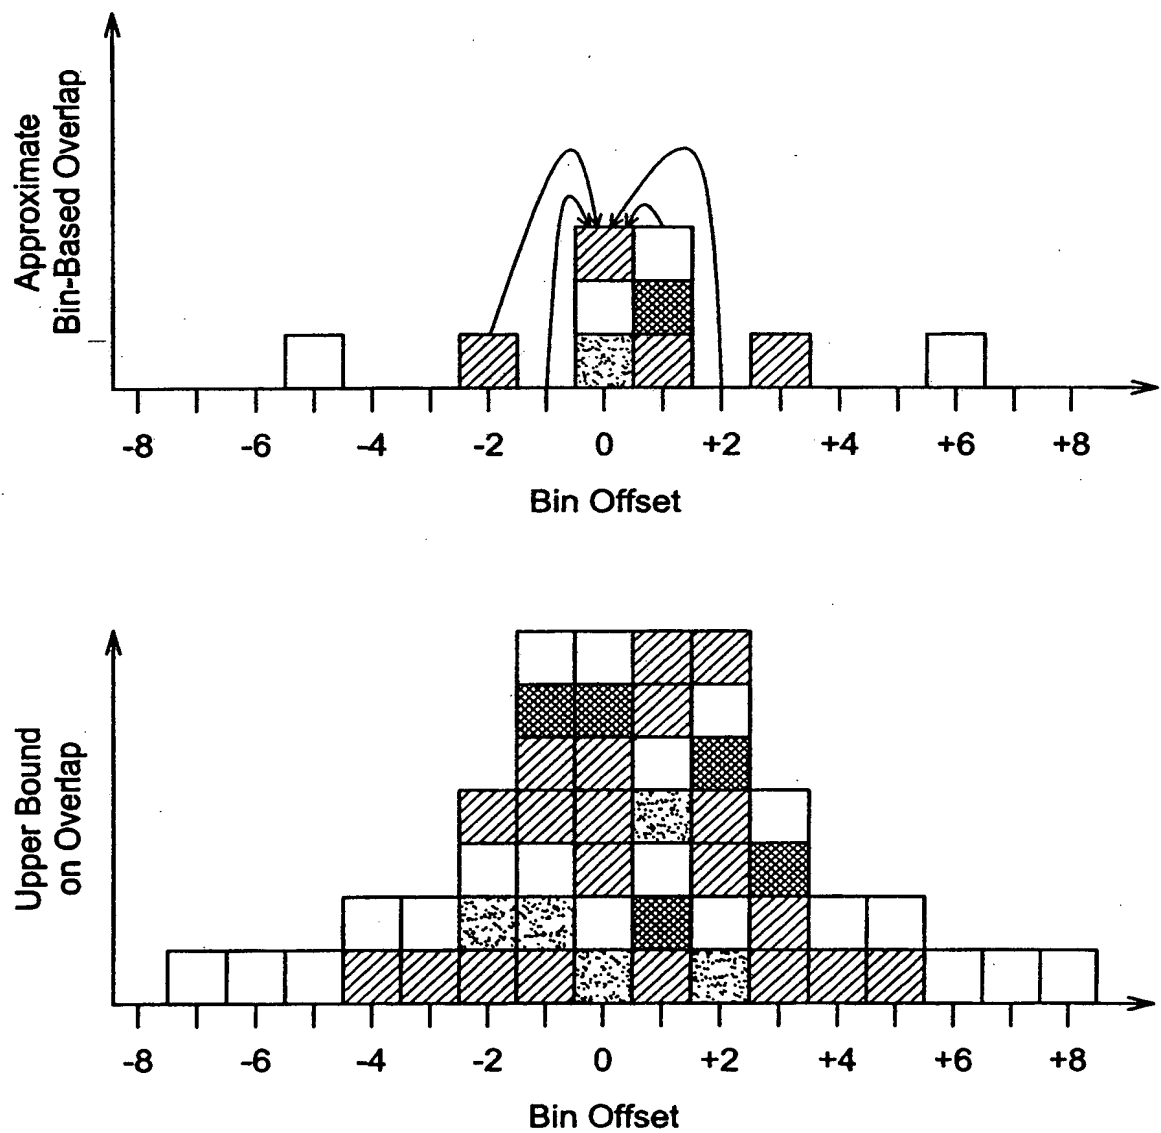 Approximate
Bin-Based Overlap
-8 -6 -4 -2 0 +2 +4 +6 +8
Bin Offset
Upper Bound
on Overlap
-8 -6 -4 -2 0 +2 +4 +6 +8
Bin Offset